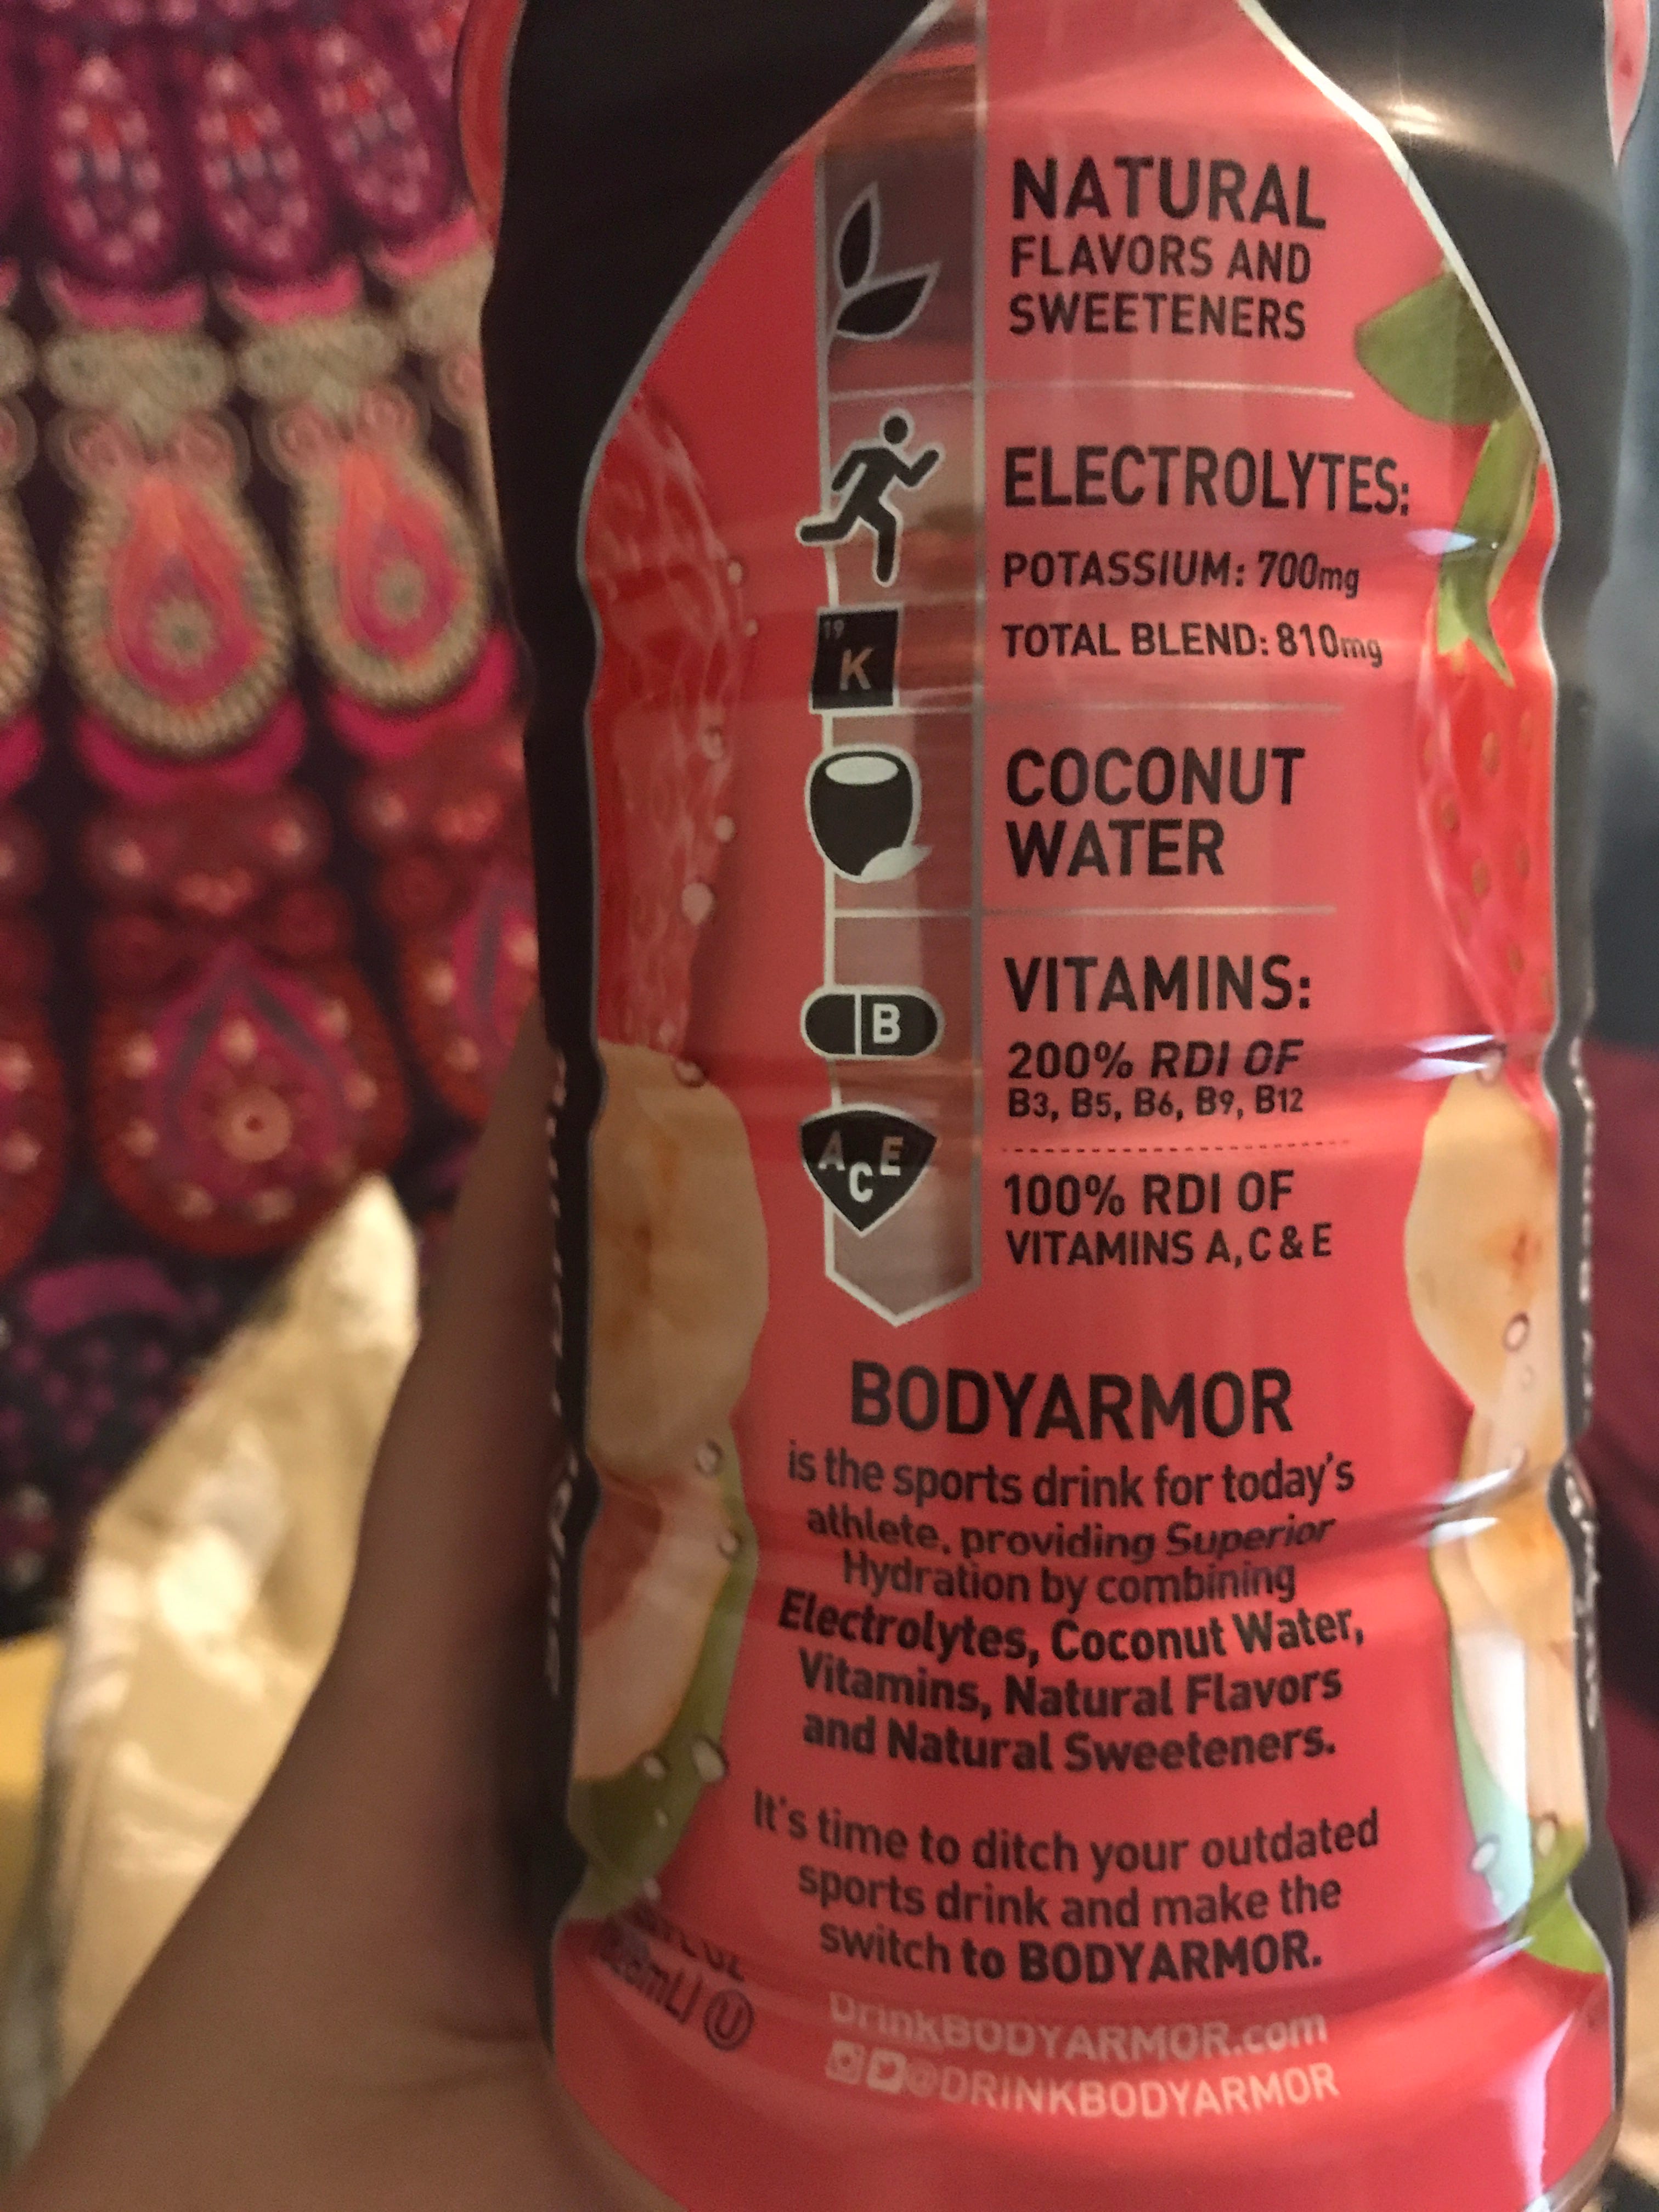 NATURAL
FLAVORS AND
SWEETENERS
ELECTROLYTES:
POTASSIUM: 700mg
19
K
TOTAL BLEND: 810mg
COCONUT
WATER
VITAMINS:
B
200% RDI OF
B3, B5, B6, B9, B12
A C E
100% RDI OF
VITAMINS A, C & E
BODYARMOR
is the sports drink for today's
athlete, providing Superior
Hydration by combining
Electrolytes, Coconut Water,
Vitamins, Natural Flavors
and Natural Sweeteners.
It's time to ditch your outdated
sports drink and make the
switch to BODYARMOR.
U
DrinkBODYARMOR.com
@DRINKBODYARMOR